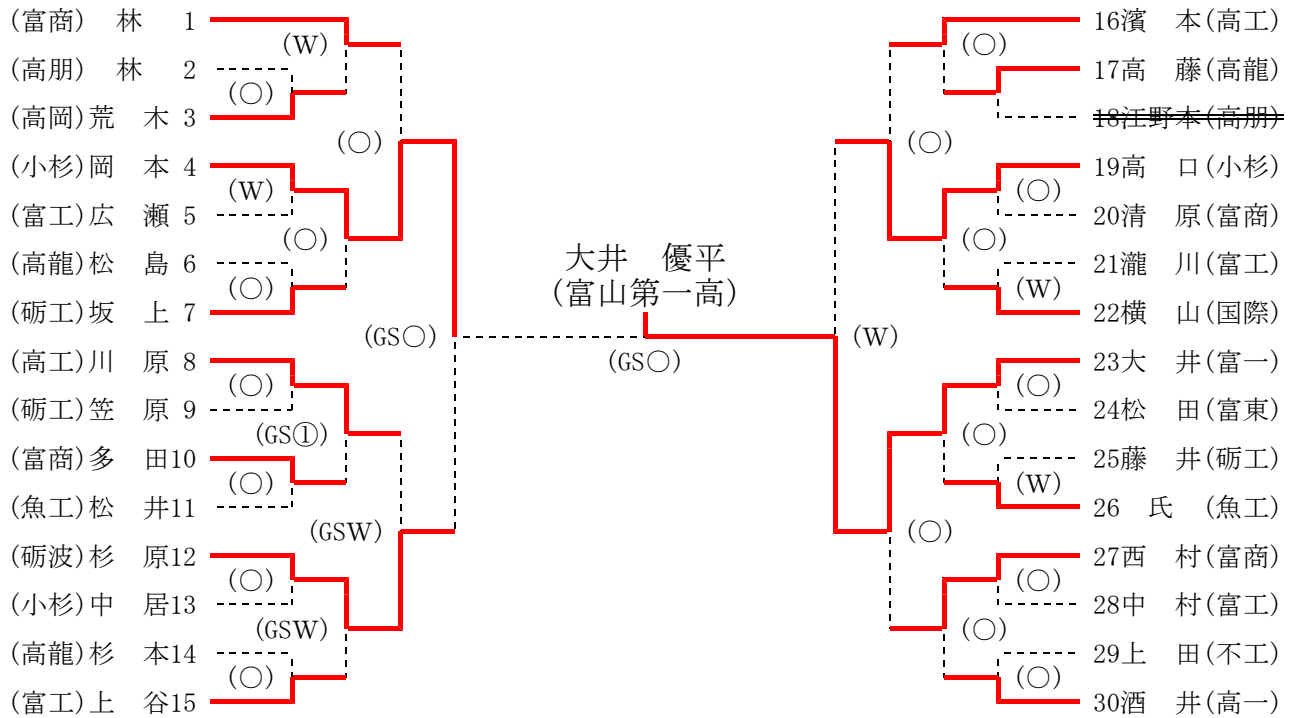 (富商) 林 1
(W)
(高朋) 林 2
(〇)
(高岡)荒 木 3
(〇)
(小杉)岡 本 4
(W)
(富工)広 瀬 5
(〇)
(高龍)松 島 6
(〇)
(砺工)坂 上 7
(GS〇)
(高工)川 原 8
(〇)
(砺工)笠 原 9
(GS①)
(富商)多 田10
(〇)
(魚工)松 井11
(GSW)
(砺波)杉 原12
(〇)
(小杉)中 居13
(GSW)
(高龍)杉 本14
(〇)
(富工)上 谷15
大井 優平
(富山第一高)
(GS〇)
16濱 本(高工)
(〇)
17高 藤(高龍)
18江野本(高朋)
(〇)
19高 口(小杉)
(〇)
20清 原(富商)
(〇)
21瀧 川(富工)
(W)
22横 山(国際)
(W)
23大 井(富一)
(〇)
24松 田(富東)
(〇)
25藤 井(砺工)
(W)
26 氏 (魚工)
(〇)
27西 村(富商)
(〇)
28中 村(富工)
(〇)
29上 田(不工)
(〇)
30酒 井(高一)